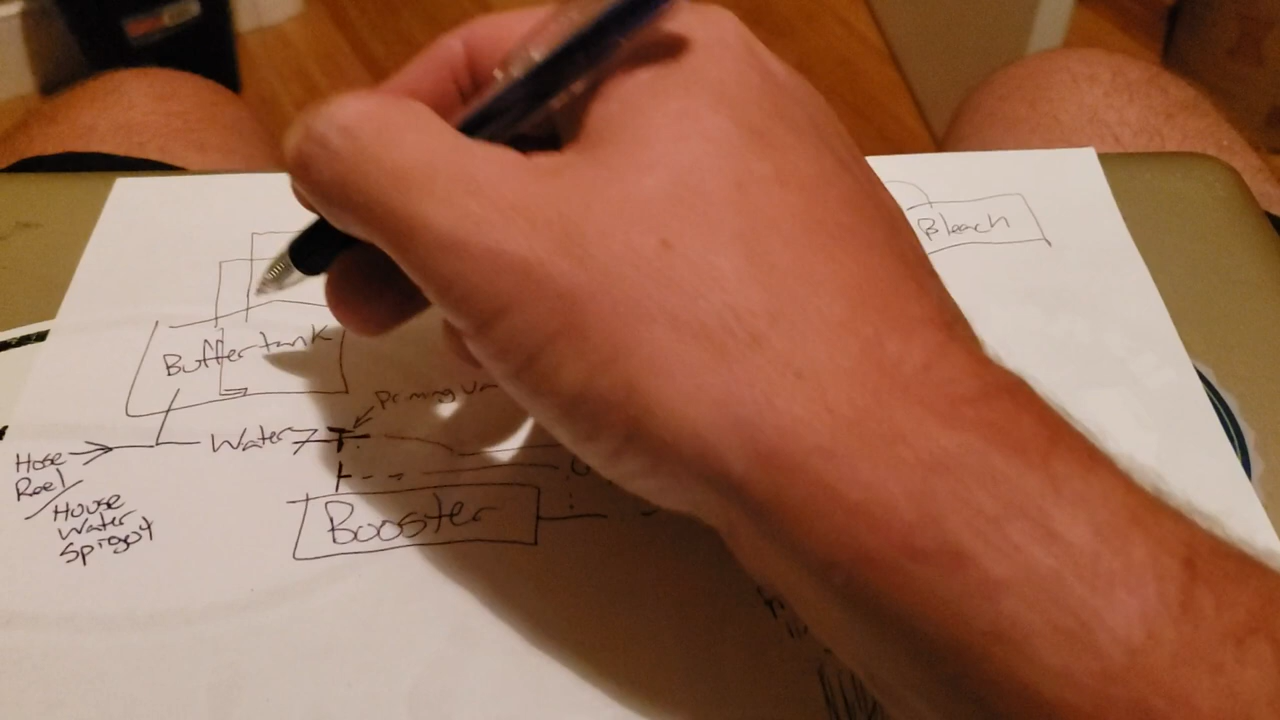 Bleach
Buffer tank
Priming
Water
Hose
Reel/
House
Water
Spigot
Booster